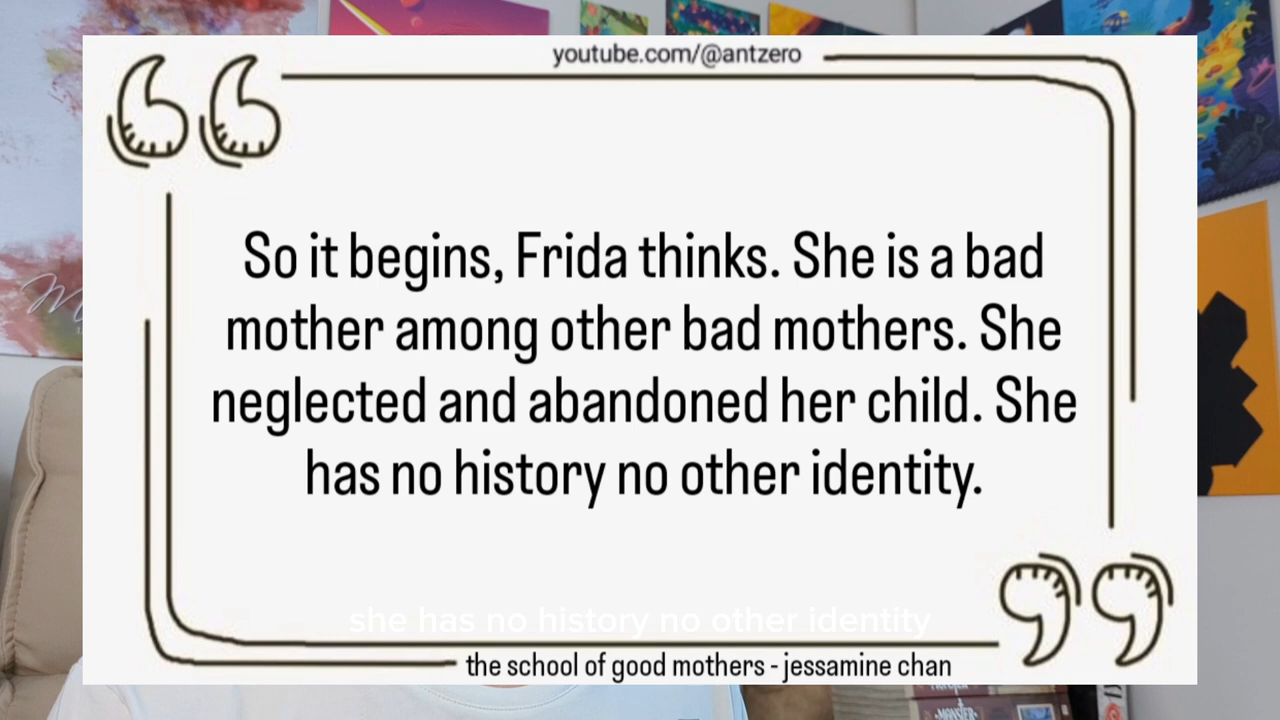 youtube.com/@antzero
So it begins, Frida thinks. She is a bad
mother among other bad mothers. She
neglected and abandoned her child. She
has no history no other identity.
she has no history no other identity
the school of good mothers - jessamine chan
MONSTER